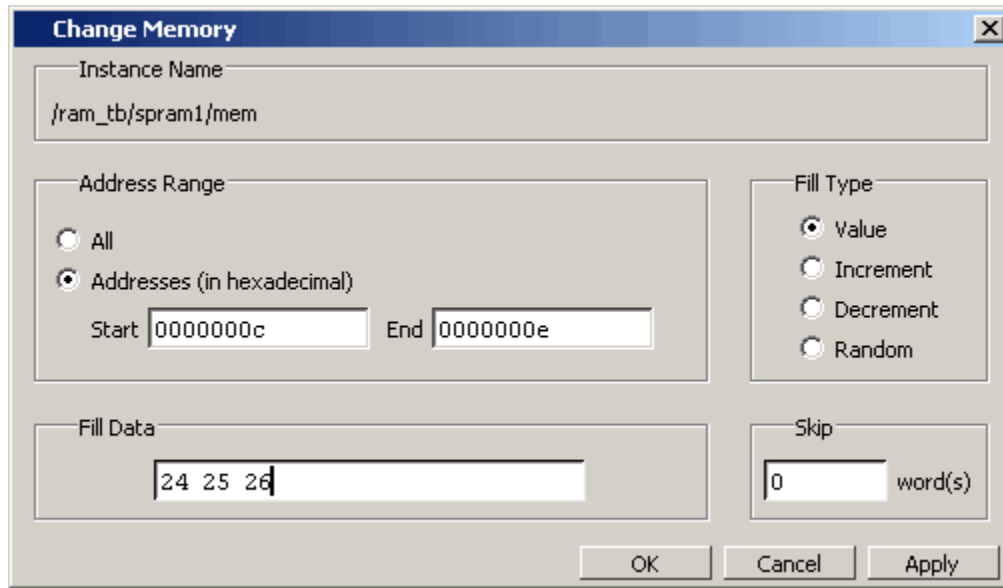 Change Memory
Instance Name
/ram_tb/spram1/mem
Address Range
All
Addresses (in hexadecimal)
Start 0000000c End 0000000e
Fill Type
Value
Increment
Decrement
Random
Fill Data
24 25 26
Skip
0 word(s)
OK Cancel Apply